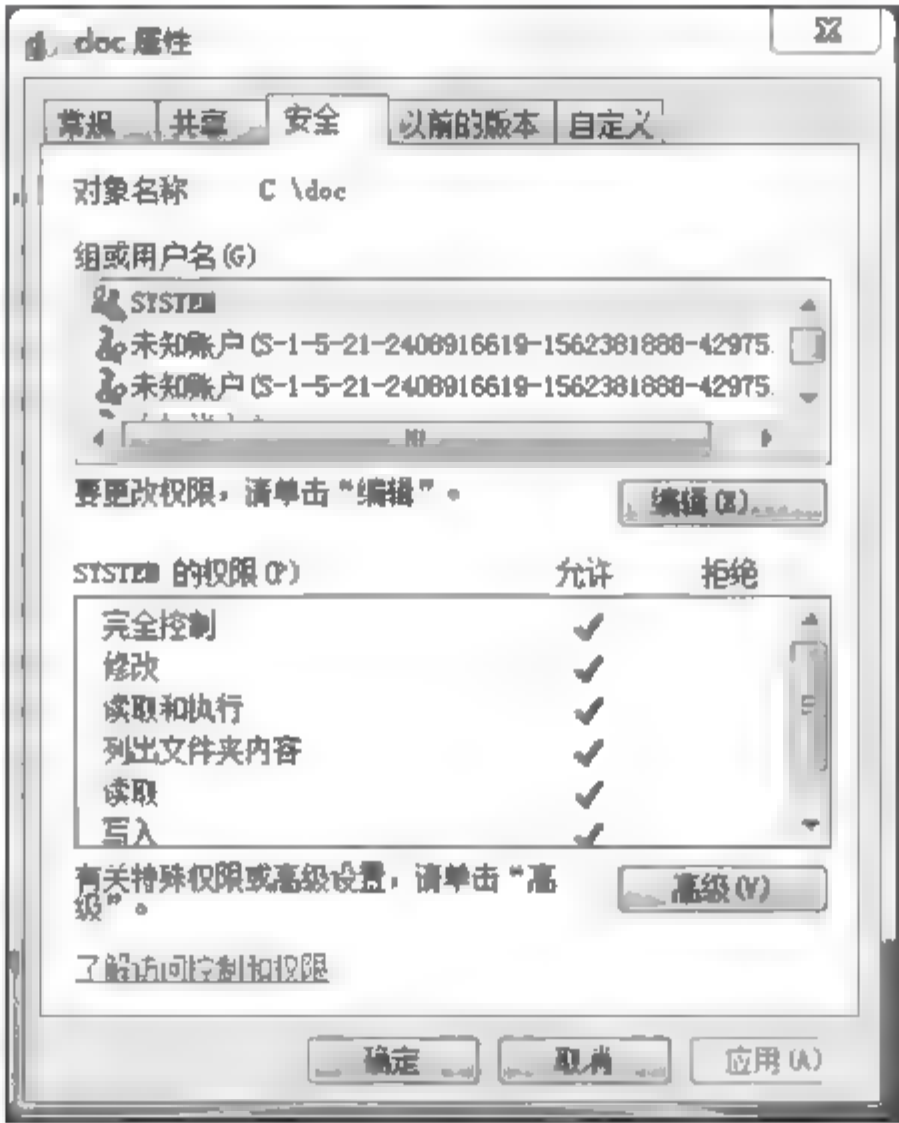 doc 属性
常规 共享 安全 以前的版本 自定义
对象名称 C \doc
组或用户名(G)
SYSTEM
未知账户(S-1-5-21-2408916619-1562381888-42975.
未知账户(S-1-5-21-2408916619-1562381888-42975.
要更改权限，请单击“编辑”。
编辑(E)...
SYSTEM 的权限(P) 允许 拒绝
完全控制
修改
读取和执行
列出文件夹内容
读取
写入
有关特殊权限或高级设置，请单击“高
级”。
高级(V)
了解访问控制和权限
确定 取消 应用(A)